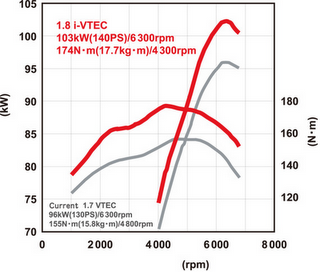 105
100
95
90
85
80
75
70
(kW)
1.8 i-VTEC
103kW(140PS)/6300rpm
174N・m(17.7kg・m)/4300rpm
180
160
140
120
(N・m)
Current 1.7 VTEC
96kW(130PS)/6300rpm
155N・m(15.8kg・m)/4800rpm
0 2000 4000 6000 8000
(rpm)